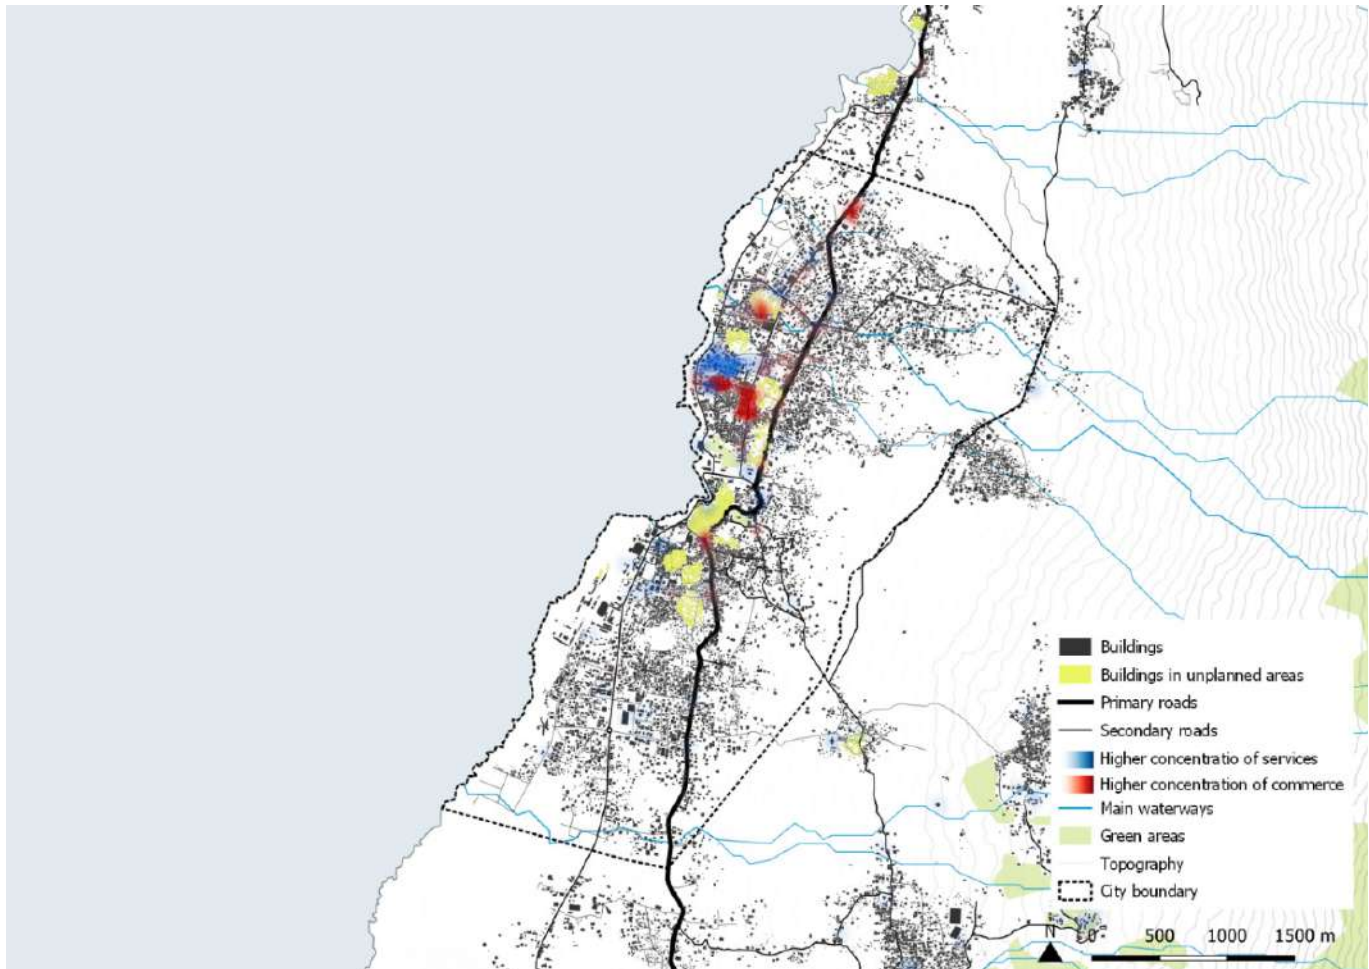 Buildings
Buildings in unplanned areas
Primary roads
Secondary roads
Higher concentratio of services
Higher concentration of commerce
Main waterways
Green areas
Topography
City boundary
N 0 500 1000 1500 m